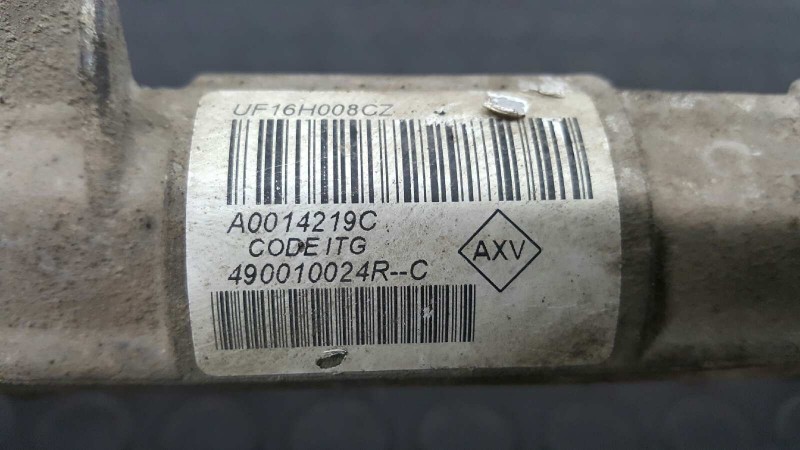 UF16H008CZ
A0014219C
CODE ITG
AXV
490010024R--C